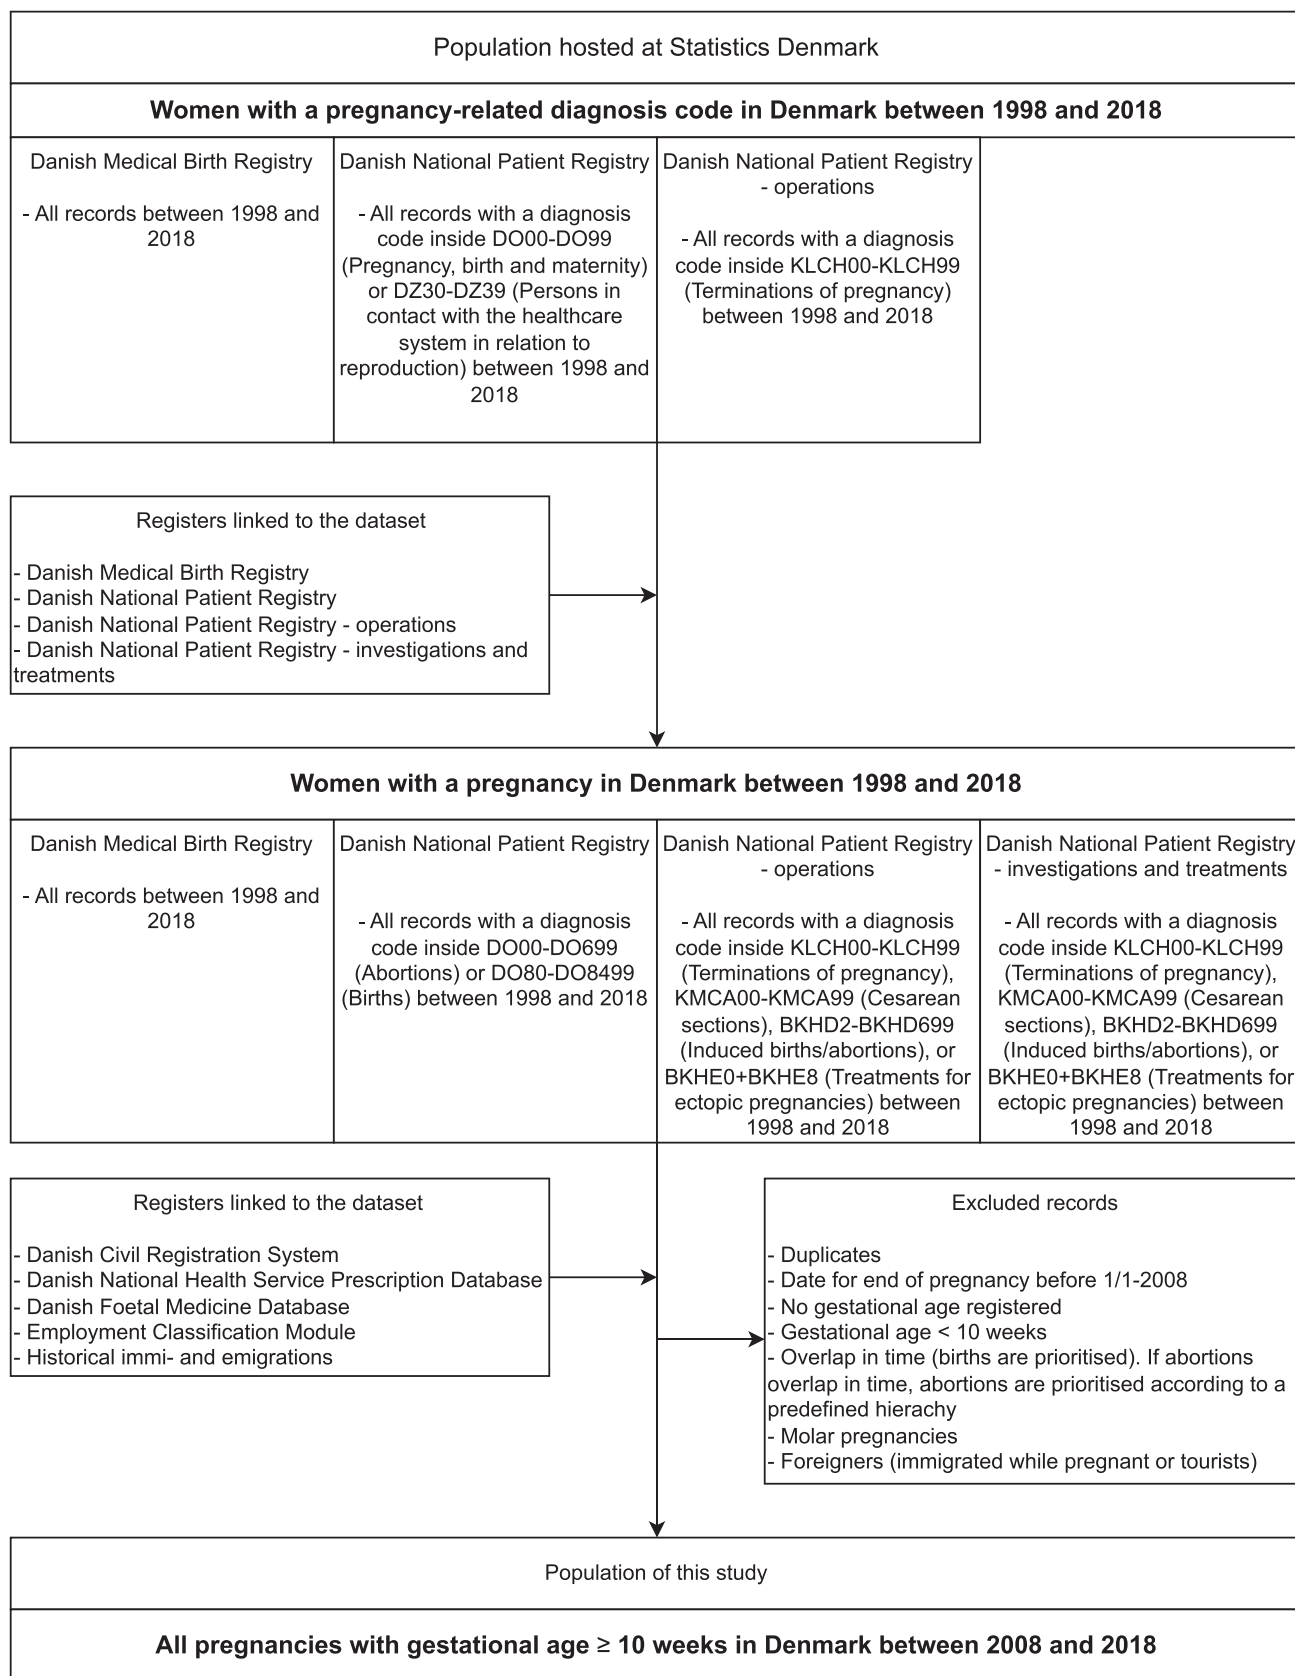 Population hosted at Statistics Denmark
Women with a pregnancy-related diagnosis code in Denmark between 1998 and 2018
Danish Medical Birth Registry
- All records between 1998 and
2018
Danish National Patient Registry
- All records with a diagnosis
code inside DO00-DO99
(Pregnancy, birth and maternity)
or DZ30-DZ39 (Persons in
contact with the healthcare
system in relation to
reproduction) between 1998 and
2018
Danish National Patient Registry
- operations
- All records with a diagnosis
code inside KLCH00-KLCH99
(Terminations of pregnancy)
between 1998 and 2018
Registers linked to the dataset
- Danish Medical Birth Registry
- Danish National Patient Registry
- Danish National Patient Registry - operations
- Danish National Patient Registry - investigations and
treatments
Women with a pregnancy in Denmark between 1998 and 2018
Danish Medical Birth Registry
- All records between 1998 and
2018
Danish National Patient Registry
- All records with a diagnosis
code inside DO00-DO699
(Abortions) or DO80-DO8499
(Births) between 1998 and 2018
Danish National Patient Registry
- operations
- All records with a diagnosis
code inside KLCH00-KLCH99
(Terminations of pregnancy),
KMCA00-KMCA99 (Cesarean
sections), BKHD2-BKHD699
(Induced births/abortions), or
BKHE0+BKHE8 (Treatments for
ectopic pregnancies) between
1998 and 2018
Danish National Patient Registry
- investigations and treatments
- All records with a diagnosis
code inside KLCH00-KLCH99
(Terminations of pregnancy),
KMCA00-KMCA99 (Cesarean
sections), BKHD2-BKHD699
(Induced births/abortions), or
BKHE0+BKHE8 (Treatments for
ectopic pregnancies) between
1998 and 2018
Registers linked to the dataset
- Danish Civil Registration System
- Danish National Health Service Prescription Database
- Danish Foetal Medicine Database
- Employment Classification Module
- Historical immi- and emigrations
Excluded records
- Duplicates
- Date for end of pregnancy before 1/1-2008
- No gestational age registered
- Gestational age < 10 weeks
- Overlap in time (births are prioritised). If abortions
overlap in time, abortions are prioritised according to a
predefined hierachy
- Molar pregnancies
- Foreigners (immigrated while pregnant or tourists)
Population of this study
All pregnancies with gestational age ≥ 10 weeks in Denmark between 2008 and 2018